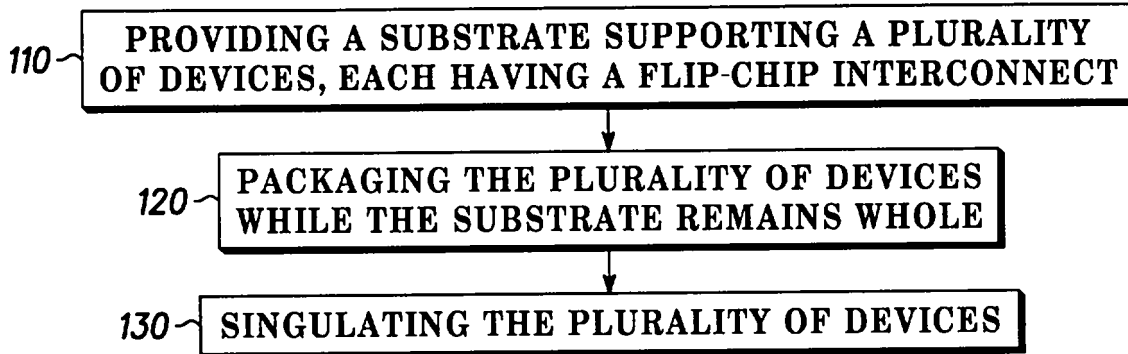 110 PROVIDING A SUBSTRATE SUPPORTING A PLURALITY
OF DEVICES, EACH HAVING A FLIP-CHIP INTERCONNECT
120 PACKAGING THE PLURALITY OF DEVICES
WHILE THE SUBSTRATE REMAINS WHOLE
130 SINGULATING THE PLURALITY OF DEVICES